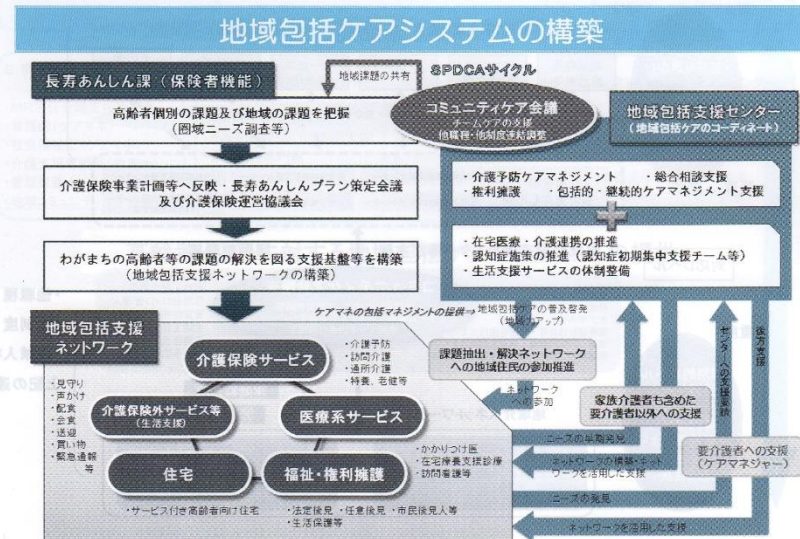 地域包括ケアシステムの構築
長寿あんしん課（保険者機能）
地域課題の共有
SPDCAサイクル
コミュニティケア会議
チームケアの支援
他職種・他制度連絡調整
地域包括支援センター
（地域包括ケアのコーディネート）
高齢者個別の課題及び地域の課題を把握
（圏域ニーズ調査等）
介護保険事業計画等へ反映・長寿あんしんプラン策定会議
及び介護保険運営協議会
わがまちの高齢者等の課題の解決を図る支援基盤等を構築
（地域包括支援ネットワークの構築）
・介護予防ケアマネジメント ・総合相談支援
・権利擁護 ・包括的・継続的ケアマネジメント支援
・在宅医療・介護連携の推進
・認知症施策の推進（認知症初期集中支援チーム等）
・生活支援サービスの体制整備
ケアマネの包括マネジメントの提供⇒
地域包括ケアの普及啓発
（地域力アップ）
課題抽出・解決ネットワーク
への地域住民の参加推進
ネットワーク
への参加
家族介護者も含めた
要介護者以外への支援
センターへの支援要請
後方支援
要介護者への支援
（ケアマネジャー）
ニーズの早期発見
ネットワークの構築・ネット
ワークを活用した支援
ニーズの発見
ネットワークを活用した支援
地域包括支援
ネットワーク
介護保険サービス
・介護予防
・訪問介護
・通所介護
・特養、老健等
・見守り
・声かけ
・配食
・会食
・送迎
・買い物
・緊急通報
等
介護保険外サービス等
（生活支援）
医療系サービス
・かかりつけ医
・在宅療養支援診療
・訪問看護等
住宅
福祉・権利擁護
・サービス付き高齢者向け住宅
・法定後見 ・任意後見 ・市民後見人等
・生活保護等